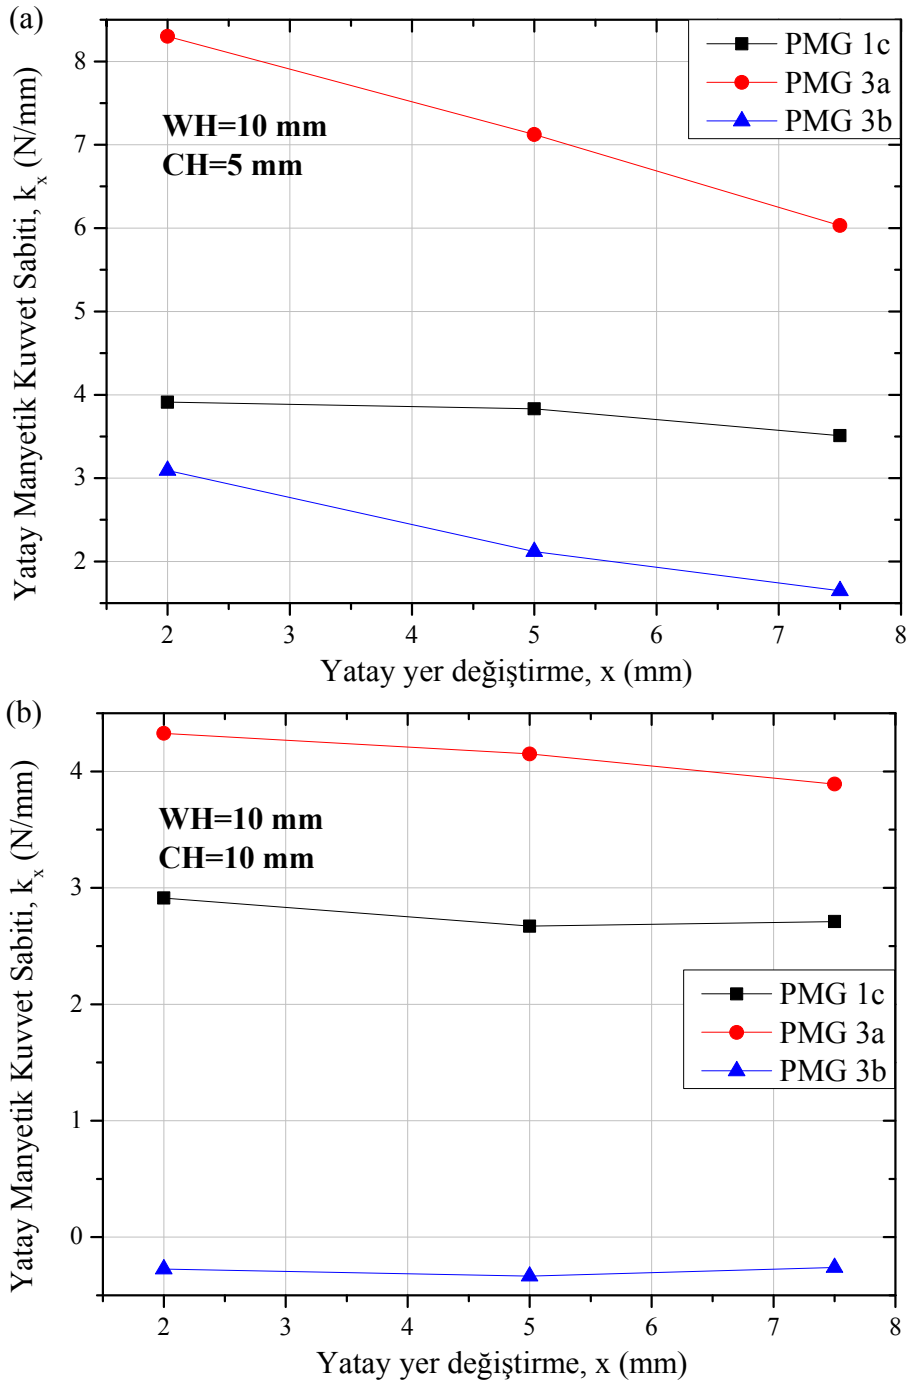 (a)
PMG 1c
PMG 3a
PMG 3b
WH=10 mm
CH=5 mm
Yatay Manyetik Kuvvet Sabiti, k_x (N/mm)
8
7
6
5
4
3
2
2 3 4 5 6 7 8
Yatay yer değiştirme, x (mm)
(b)
WH=10 mm
CH=10 mm
PMG 1c
PMG 3a
PMG 3b
Yatay Manyetik Kuvvet Sabiti, k_x (N/mm)
4
3
2
1
0
2 3 4 5 6 7 8
Yatay yer değiştirme, x (mm)